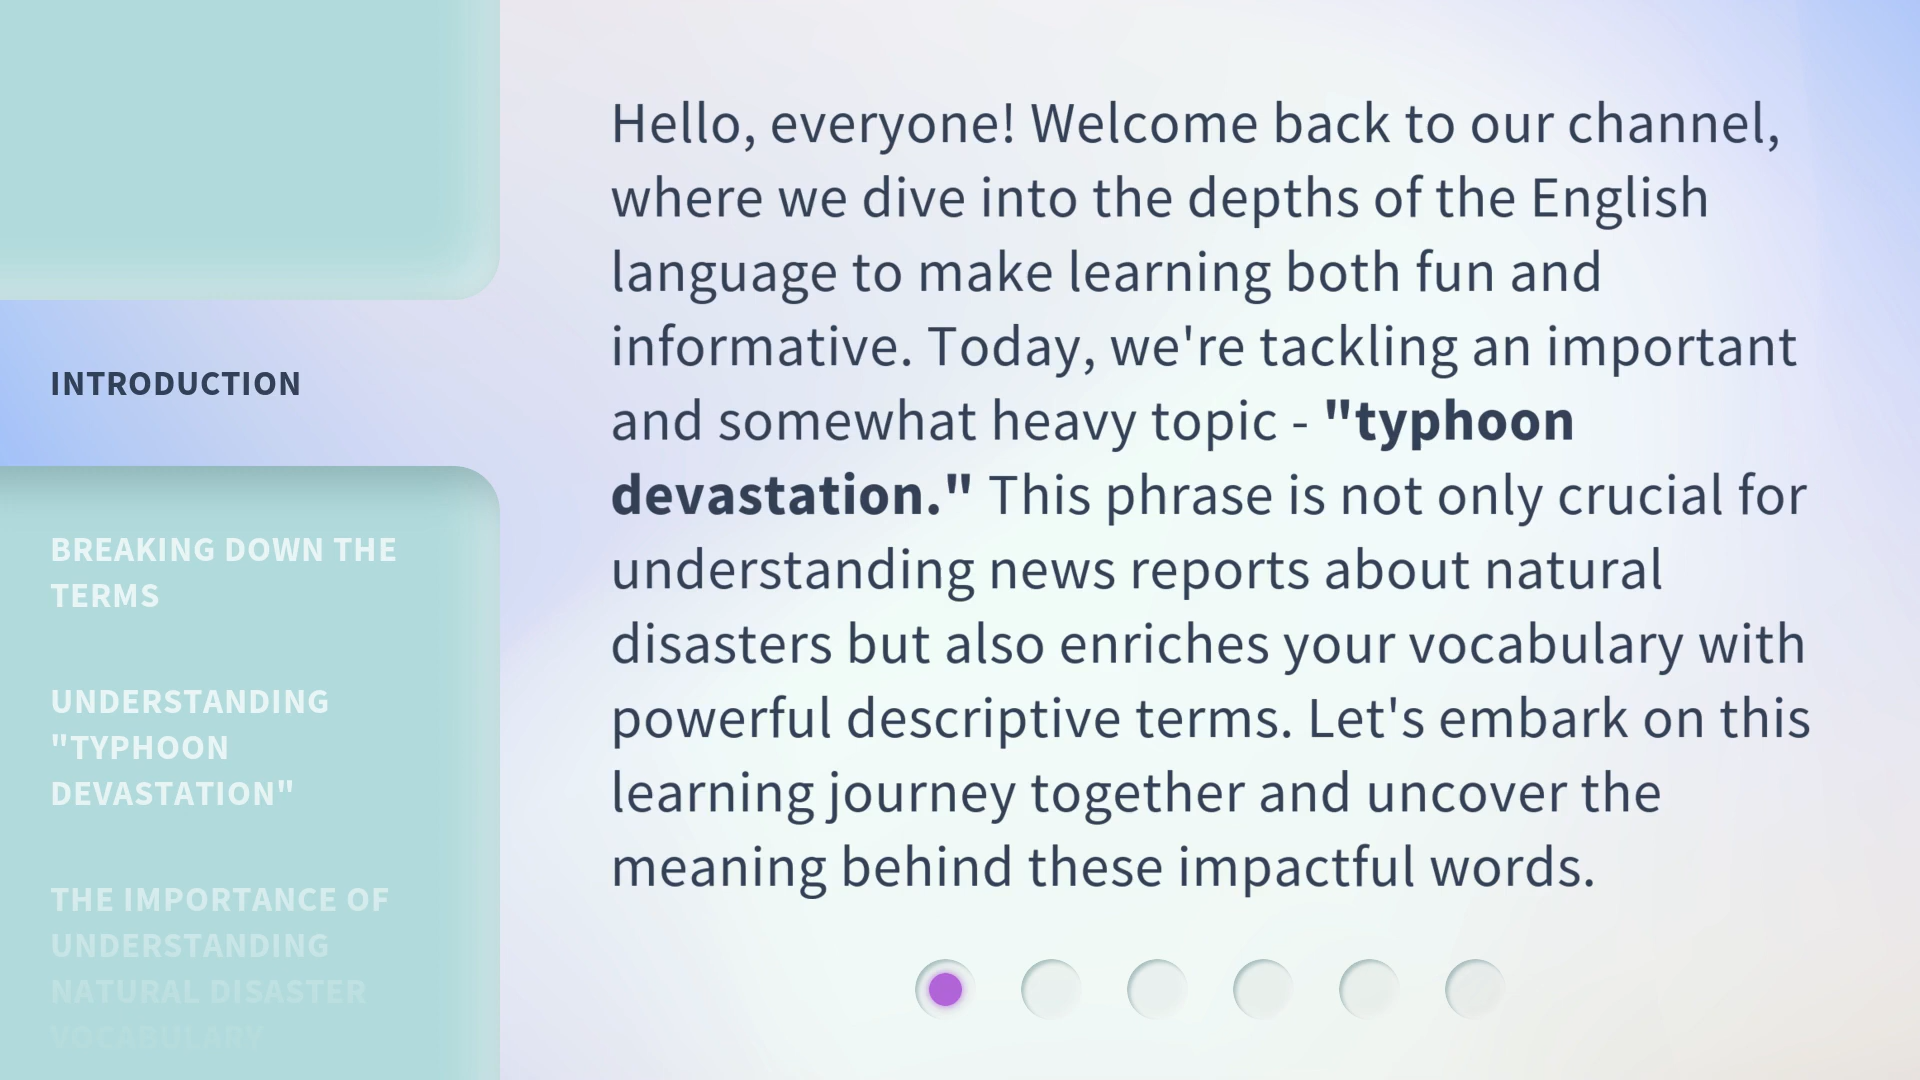 INTRODUCTION
BREAKING DOWN THE
TERMS
UNDERSTANDING
"TYPHOON
DEVASTATION"
THE IMPORTANCE OF
UNDERSTANDING
NATURAL DISASTER
VOCABULARY
Hello, everyone! Welcome back to our channel,
where we dive into the depths of the English
language to make learning both fun and
informative. Today, we're tackling an important
and somewhat heavy topic - "typhoon
devastation." This phrase is not only crucial for
understanding news reports about natural
disasters but also enriches your vocabulary with
powerful descriptive terms. Let's embark on this
learning journey together and uncover the
meaning behind these impactful words.